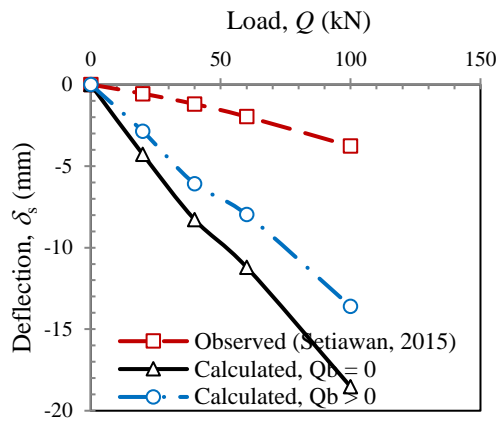 Load, Q (kN)
0 50 100 150
0
-5
-10
-15
-20
Deflection, δs (mm)
Observed (Setiawan, 2015)
Calculated, Qb = 0
Calculated, Qb > 0